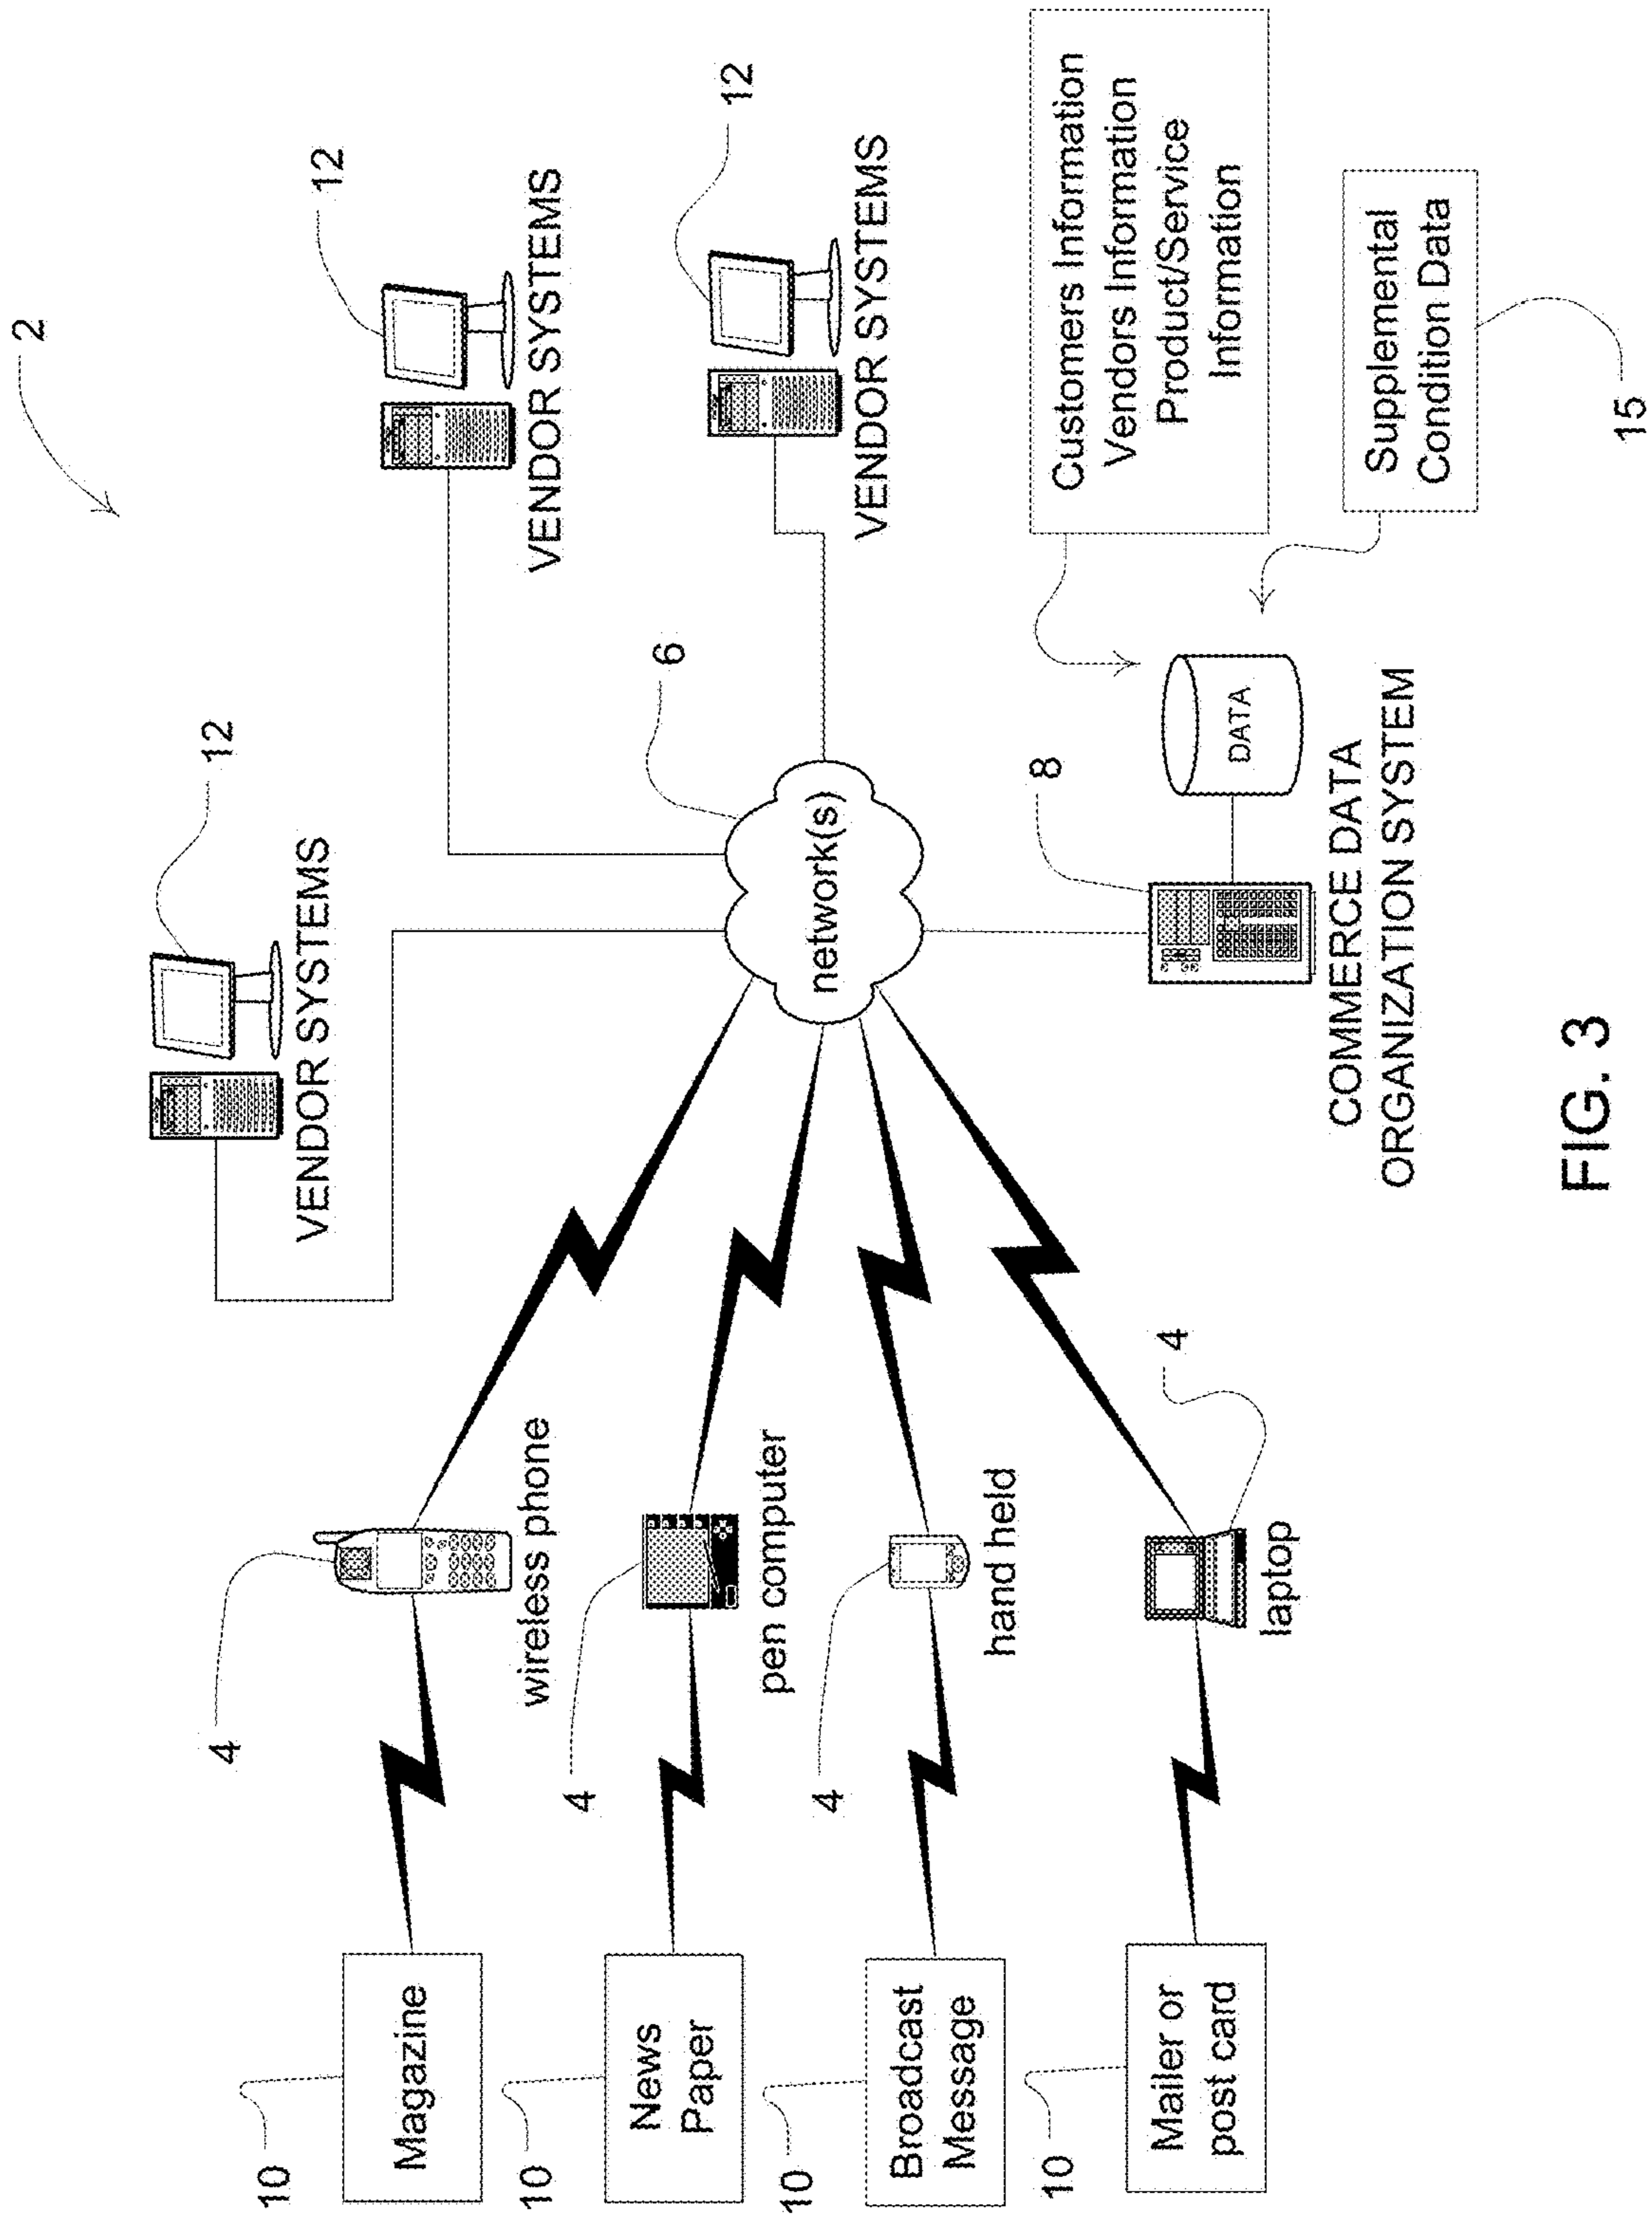 2
10
Magazine
4
wireless phone
12
VENDOR SYSTEMS
12
VENDOR SYSTEMS
10
News
Paper
4
pen computer
6
network(s)
12
VENDOR SYSTEMS
10
Broadcast
Message
4
hand held
10
Mailer or
post card
4
laptop
8
DATA
COMMERCE DATA
ORGANIZATION SYSTEM
Customers Information
Vendors Information
Product/Service
Information
Supplemental
Condition Data
15
FIG. 3